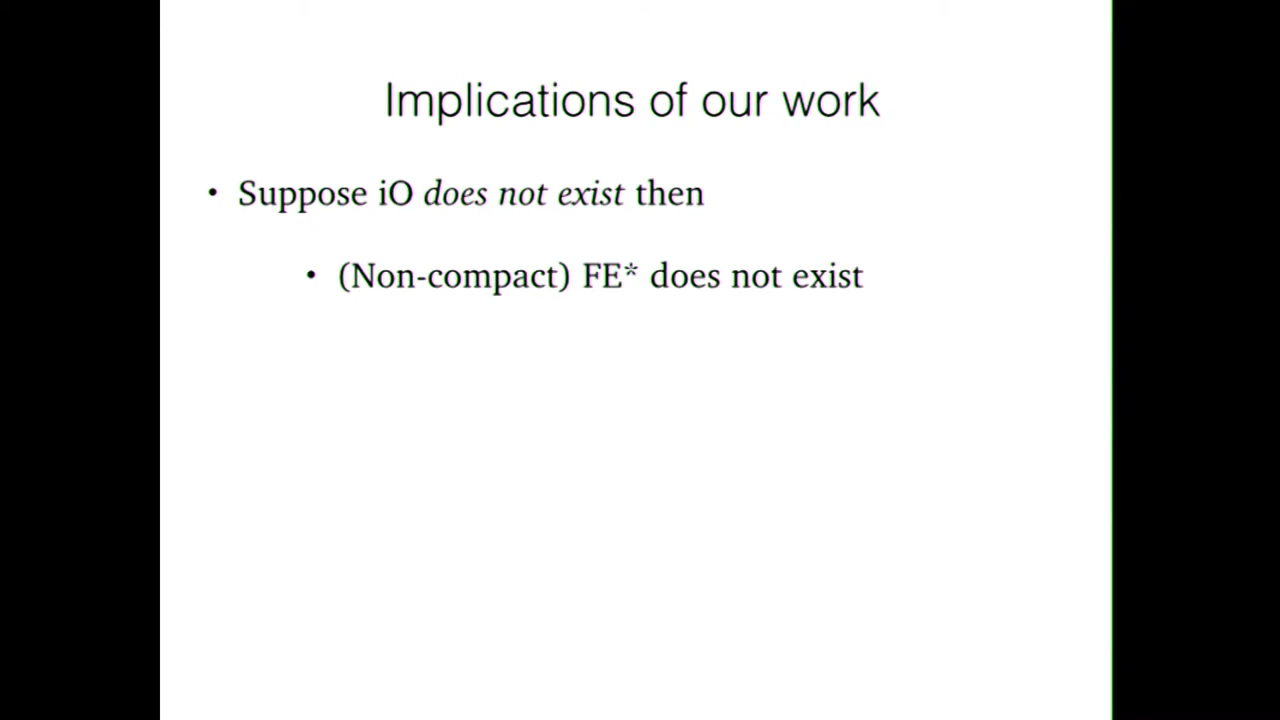 Implications of our work
• Suppose iO does not exist then
• (Non-compact) FE* does not exist